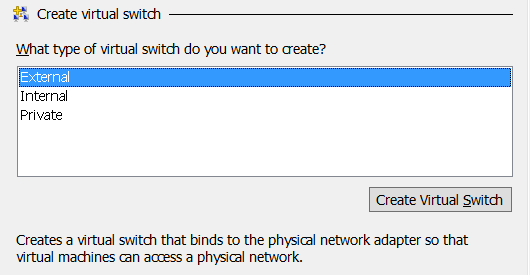 Create virtual switch
What type of virtual switch do you want to create?
External
Internal
Private
Create Virtual Switch
Creates a virtual switch that binds to the physical network adapter so that
virtual machines can access a physical network.